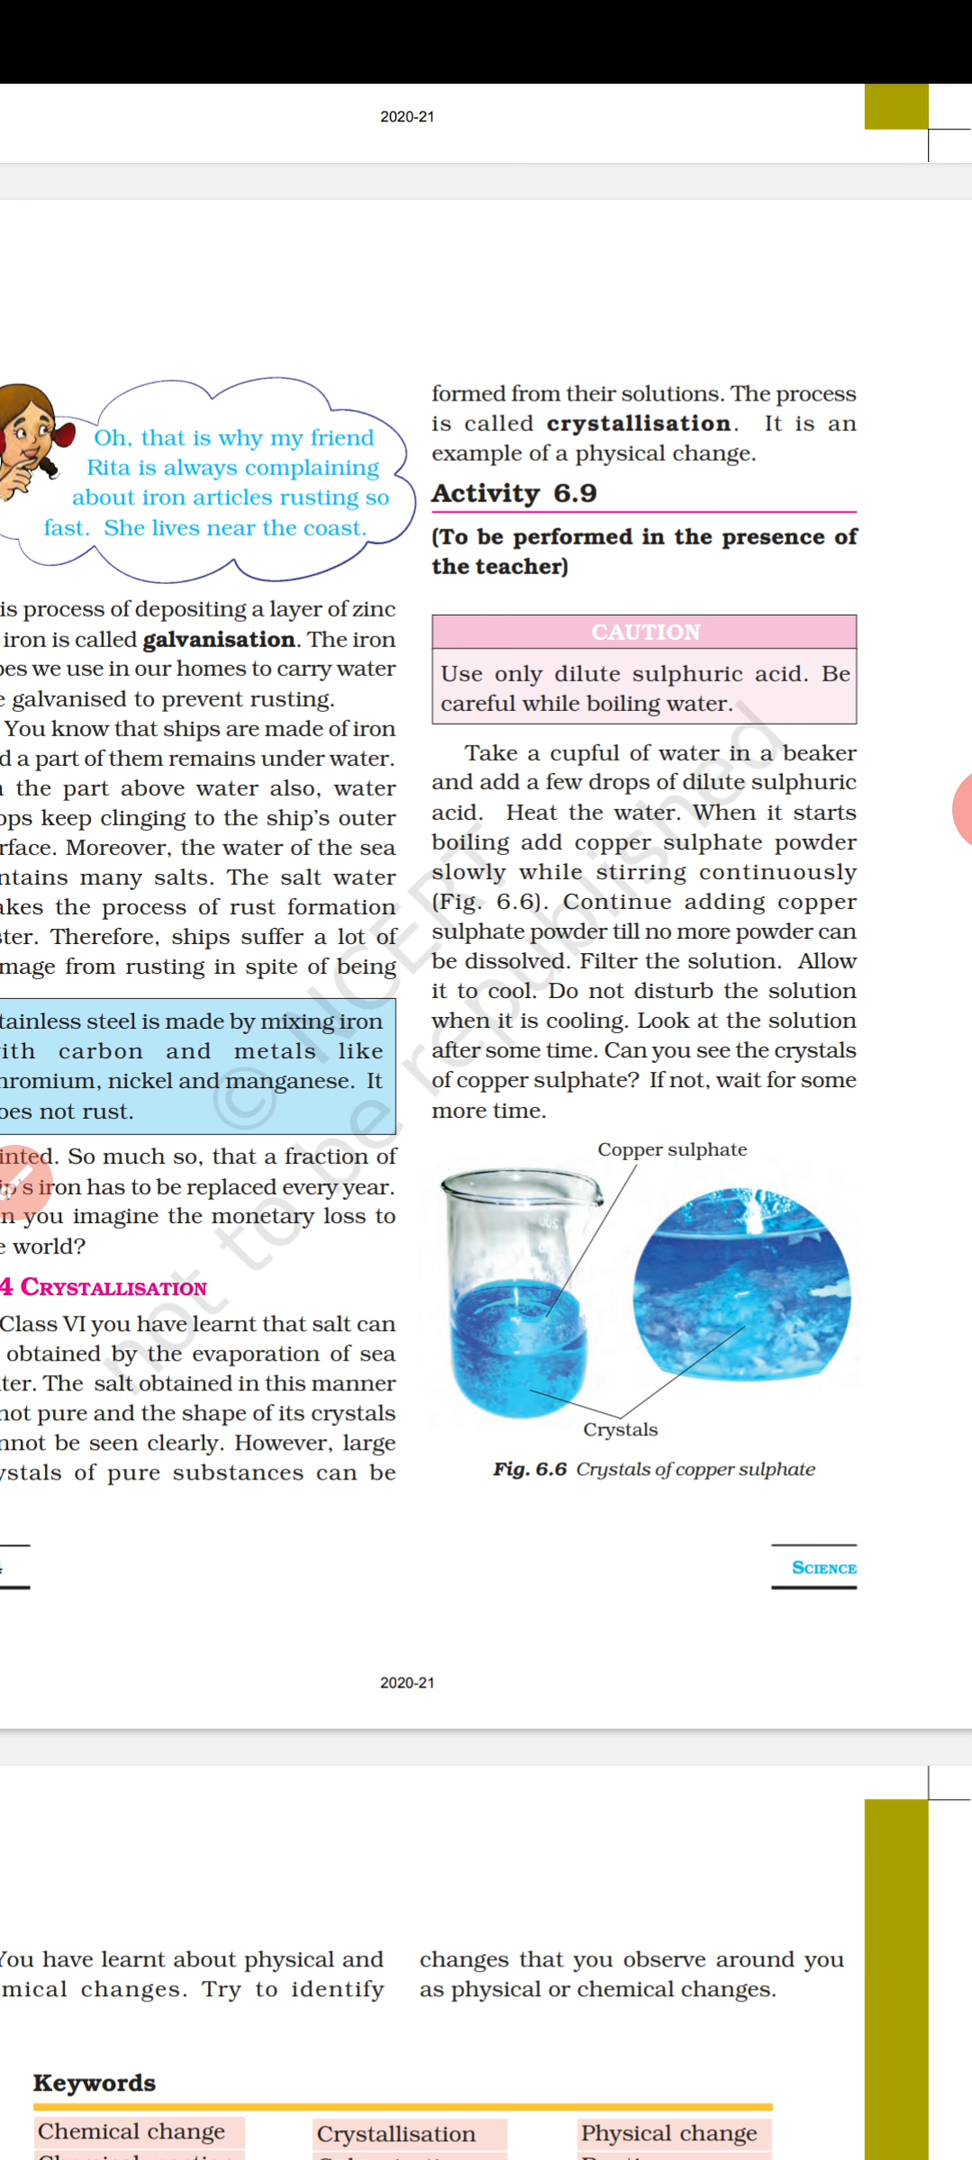 2020-21
Oh, that is why my friend
Rita is always complaining
about iron articles rusting so
fast. She lives near the coast.
is process of depositing a layer of zinc
iron is called galvanisation. The iron
es we use in our homes to carry water
galvanised to prevent rusting.
You know that ships are made of iron
d a part of them remains under water.
the part above water also, water
ops keep clinging to the ship's outer
rface. Moreover, the water of the sea
ntains many salts. The salt water
akes the process of rust formation
ster. Therefore, ships suffer a lot of
mage from rusting in spite of being
tainless steel is made by mixing iron
ith carbon and metals like
hromium, nickel and manganese. It
oes not rust.
inted. So much so, that a fraction of
ip's iron has to be replaced every year.
n you imagine the monetary loss to
e world?
4 CRYSTALLISATION
Class VI you have learnt that salt can
obtained by the evaporation of sea
ter. The salt obtained in this manner
not pure and the shape of its crystals
nnot be seen clearly. However, large
ystals of pure substances can be
formed from their solutions. The process
is called crystallisation. It is an
example of a physical change.
Activity 6.9
(To be performed in the presence of
the teacher)
CAUTION
Use only dilute sulphuric acid. Be
careful while boiling water.
Take a cupful of water in a beaker
and add a few drops of dilute sulphuric
acid. Heat the water. When it starts
boiling add copper sulphate powder
slowly while stirring continuously
(Fig. 6.6). Continue adding copper
sulphate powder till no more powder can
be dissolved. Filter the solution. Allow
it to cool. Do not disturb the solution
when it is cooling. Look at the solution
after some time. Can you see the crystals
of copper sulphate? If not, wait for some
more time.
Copper sulphate
Crystals
Fig. 6.6 Crystals of copper sulphate
© NCERT
not to be republished
SCIENCE
2020-21
You have learnt about physical and
mical changes. Try to identify
changes that you observe around you
as physical or chemical changes.
Keywords
Chemical change
Crystallisation
Physical change